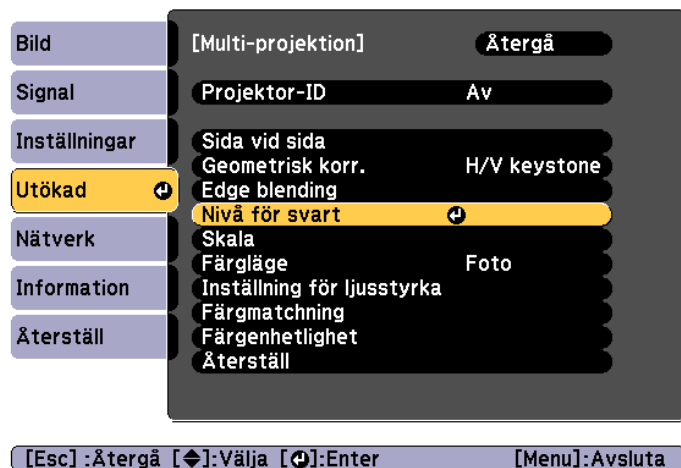 Bild
Signal
Inställningar
Utökad
Nätverk
Information
Återställ
[Multi-projektion] Återgå
Projektor-ID Av
Sida vid sida
Geometrisk korr. H/V keystone
Edge blending
Nivå för svart
Skala
Färgläge Foto
Inställning för ljusstyrka
Färgmatchning
Färgenhetlighet
Återställ
[Esc] :Återgå [◆]:Välja [↵]:Enter [Menu]:Avsluta